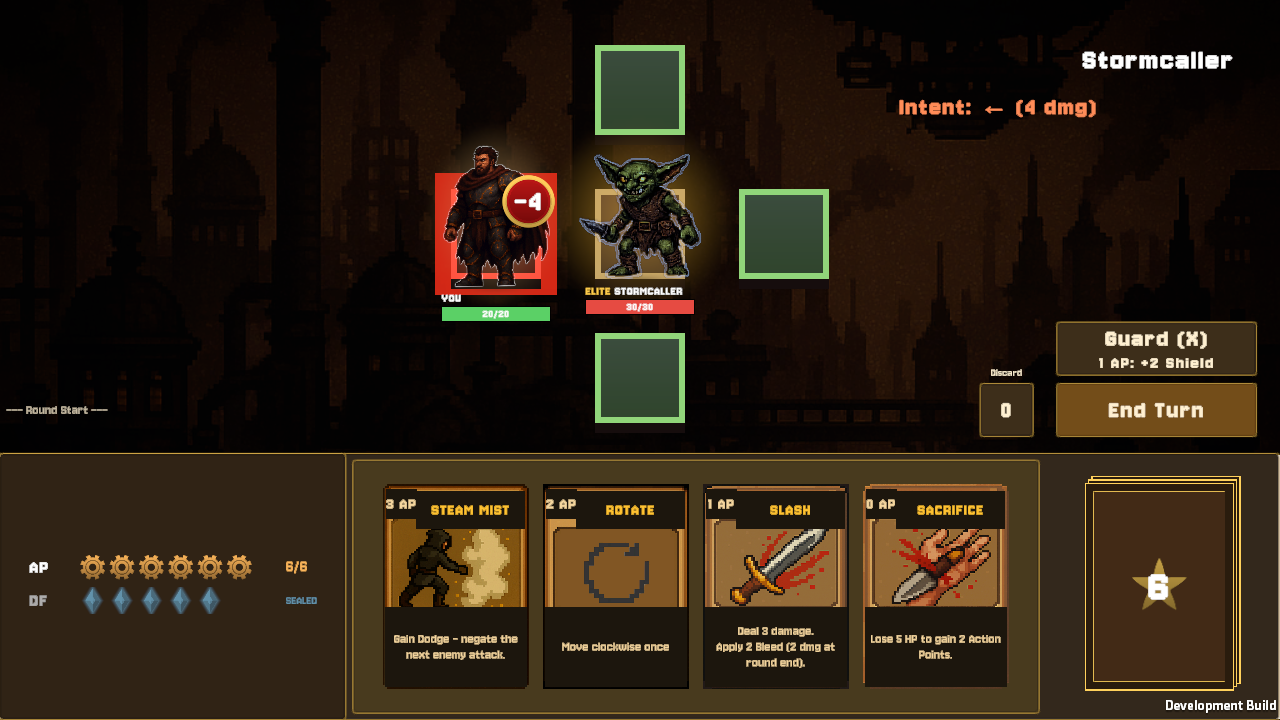 Stormcaller
Intent: ← (4 dmg)
-4
YOU
20/20
ELITE STORMCALLER
30/30
--- Round Start ---
Discard
0
Guard (X)
1 AP: +2 Shield
End Turn
AP
6/6
DF
SEALED
3 AP
STEAM MIST
Gain Dodge - negate the
next enemy attack.
2 AP
ROTATE
Move clockwise once
1 AP
SLASH
Deal 3 damage.
Apply 2 Bleed (2 dmg at
round end).
0 AP
SACRIFICE
Lose 5 HP to gain 2 Action
Points.
6
Development Build